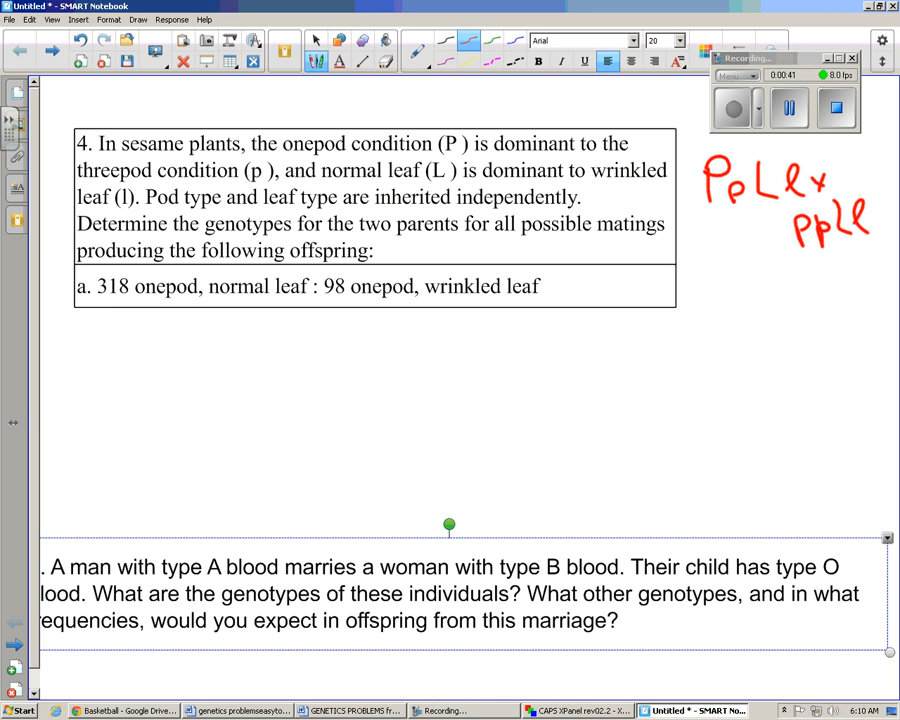 Untitled * - SMART Notebook
File Edit View Insert Format Draw Response Help
Arial 20
B I U A
Recording...
Menu 0:00:41 8.0 fps
4. In sesame plants, the onepod condition (P ) is dominant to the
threepod condition (p ), and normal leaf (L ) is dominant to wrinkled
leaf (l). Pod type and leaf type are inherited independently.
Determine the genotypes for the two parents for all possible matings
producing the following offspring:
a. 318 onepod, normal leaf : 98 onepod, wrinkled leaf
PpLl x
ppLl
. A man with type A blood marries a woman with type B blood. Their child has type O
lood. What are the genotypes of these individuals? What other genotypes, and in what
requencies, would you expect in offspring from this marriage?
Start Basketball - Google Drive... genetics problemseasyto... GENETICS PROBLEMS fr... Recording... CAPS XPanel rev02.2 - X... Untitled * - SMART No... 6:10 AM